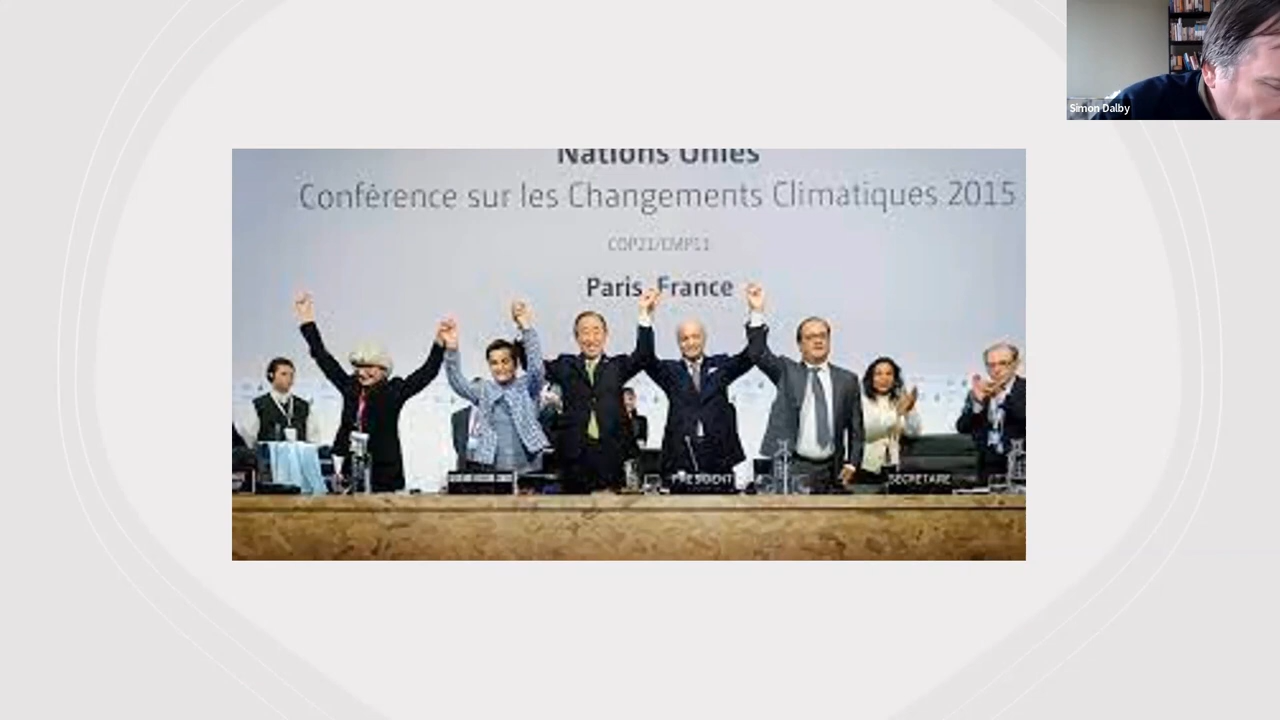 Simon Dalby
Nations Unies
Conférence sur les Changements Climatiques 2015
COP21/CMP11
Paris, France
PRESIDENT
SECRETAIRE